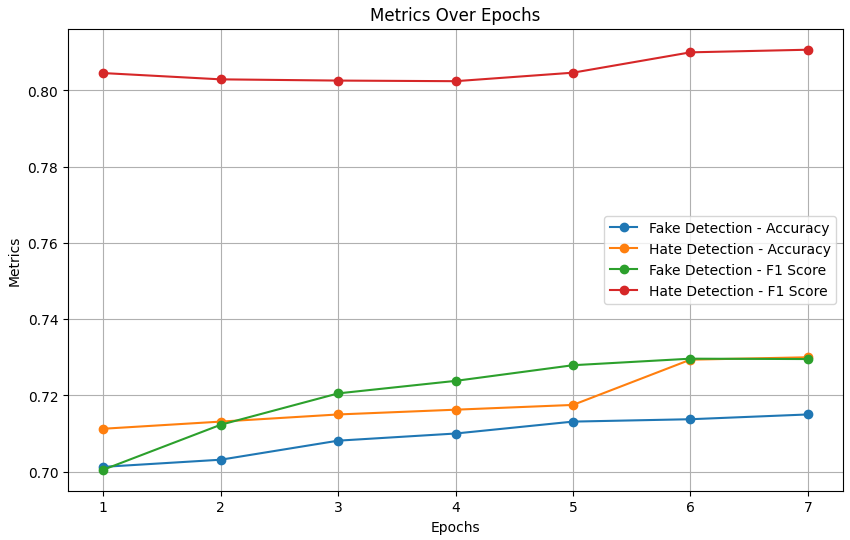 Metrics Over Epochs
Metrics
0.80
0.78
0.76
0.74
0.72
0.70
Fake Detection - Accuracy
Hate Detection - Accuracy
Fake Detection - F1 Score
Hate Detection - F1 Score
1 2 3 4 5 6 7
Epochs